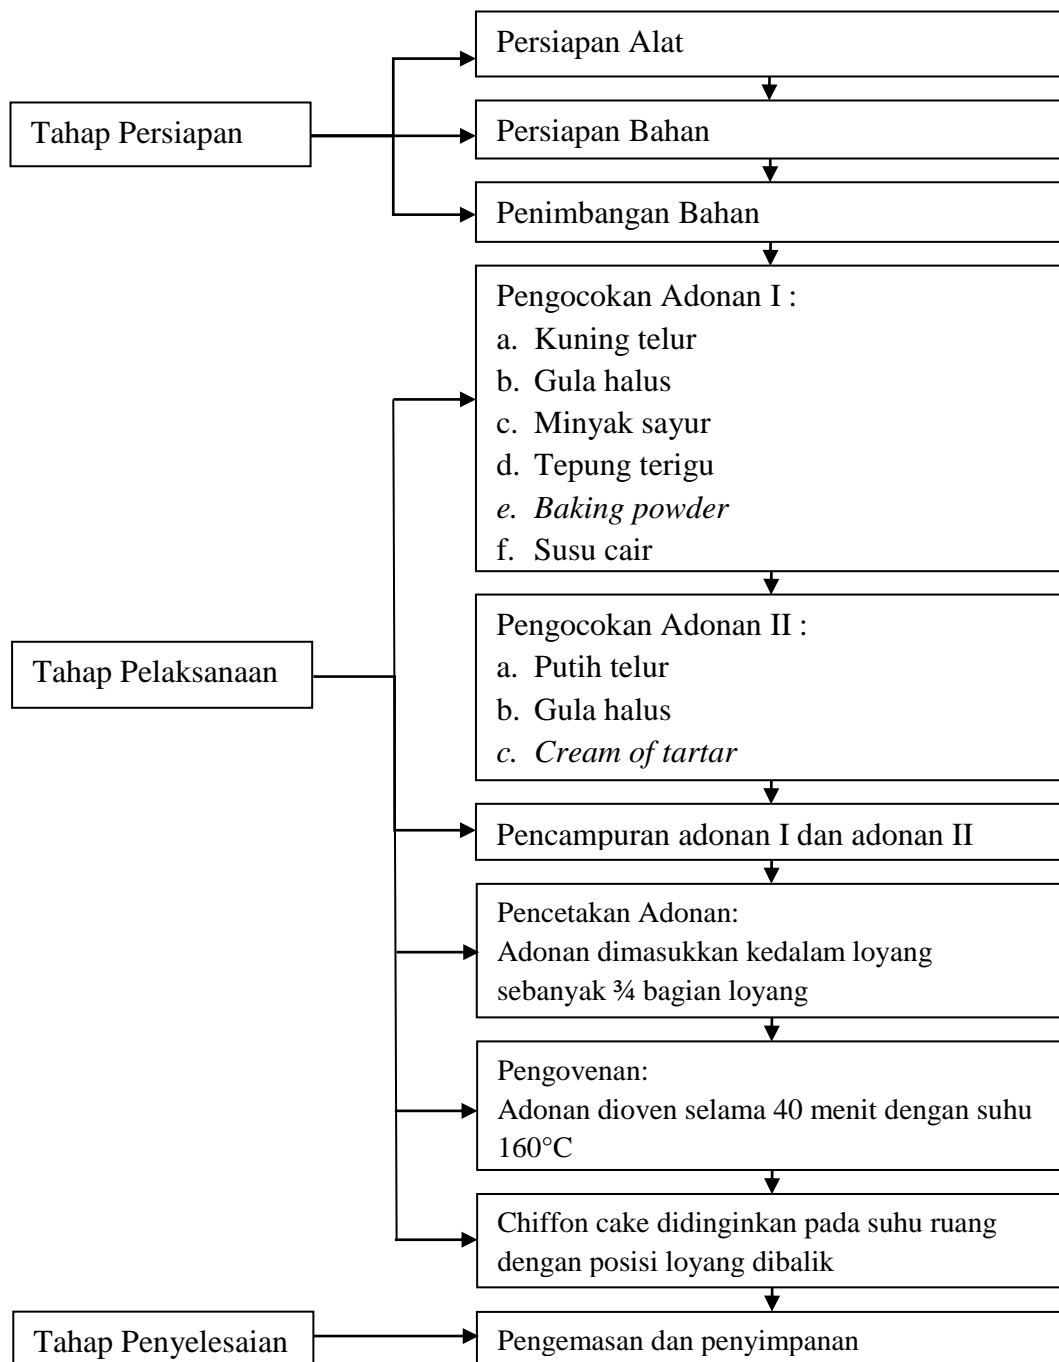 Persiapan Alat
Tahap Persiapan
Persiapan Bahan
Penimbangan Bahan
Pengocokan Adonan I :
a. Kuning telur
b. Gula halus
c. Minyak sayur
d. Tepung terigu
e. Baking powder
f. Susu cair
Tahap Pelaksanaan
Pengocokan Adonan II :
a. Putih telur
b. Gula halus
c. Cream of tartar
Pencampuran adonan I dan adonan II
Pencetakan Adonan:
Adonan dimasukkan kedalam loyang
sebanyak ¾ bagian loyang
Pengovenan:
Adonan dioven selama 40 menit dengan suhu
160°C
Chiffon cake didinginkan pada suhu ruang
dengan posisi loyang dibalik
Tahap Penyelesaian
Pengemasan dan penyimpanan